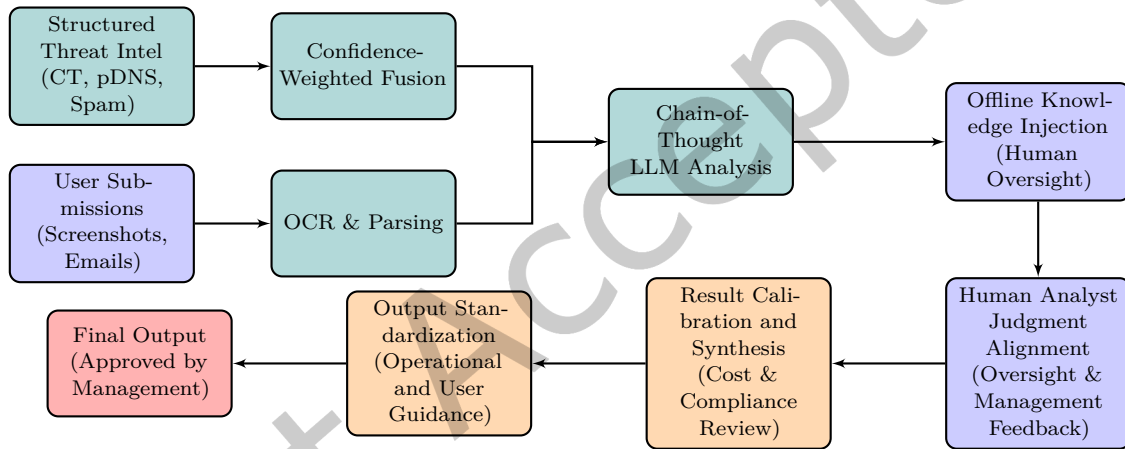 Structured
Threat Intel
(CT, pDNS,
Spam)
Confidence-
Weighted Fusion
Chain-of-
Thought
LLM Analysis
Offline Knowl-
edge Injection
(Human
Oversight)
User Sub-
missions
(Screenshots,
Emails)
OCR & Parsing
Human Analyst
Judgment
Alignment
(Oversight &
Management
Feedback)
Result Cali-
bration and
Synthesis
(Cost &
Compliance
Review)
Output Stan-
dardization
(Operational
and User
Guidance)
Final Output
(Approved by
Management)